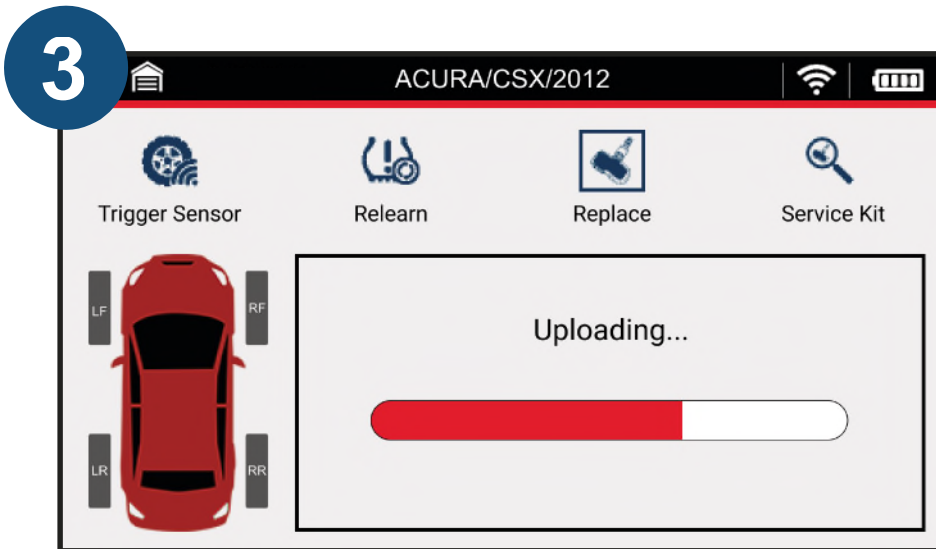 3
ACURA/CSX/2012
Trigger Sensor
Relearn
Replace
Service Kit
LF
RF
Uploading...
LR
RR